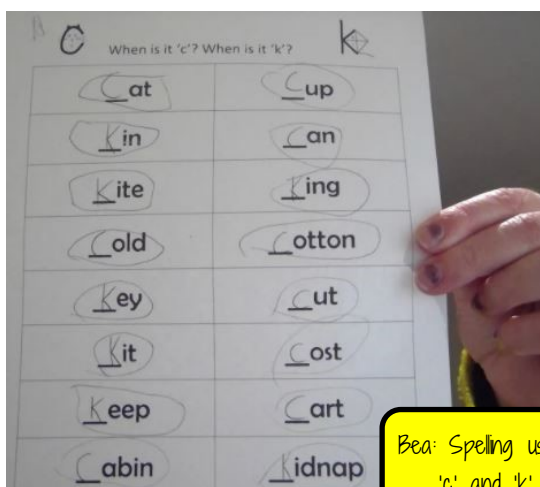 c When is it 'c'? When is it 'k'? k
Cat Cup
Kin Can
Kite King
Cold Cotton
Key Cut
Kit Cost
Keep Cart
Cabin Kidnap
Bea: Spelling us
'c' and 'k'